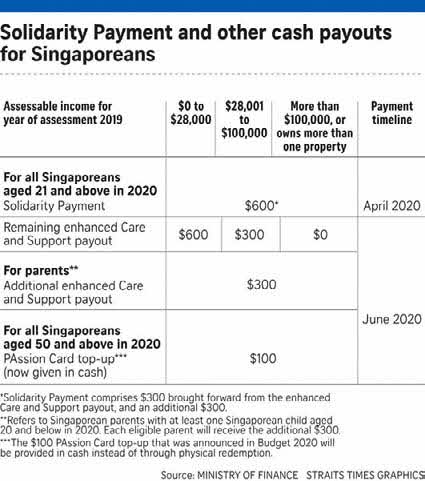 Solidarity Payment and other cash payouts
for Singaporeans
Assessable income for
year of assessment 2019
$0 to
$28,000
$28,001
to
$100,000
More than
$100,000, or
owns more than
one property
Payment
timeline
For all Singaporeans
aged 21 and above in 2020
Solidarity Payment
$600*
April 2020
Remaining enhanced Care
and Support payout
$600
$300
$0
For parents**
Additional enhanced Care
and Support payout
$300
June 2020
For all Singaporeans
aged 50 and above in 2020
PAssion Card top-up***
(now given in cash)
$100
*Solidarity Payment comprises $300 brought forward from the enhanced
Care and Support payout, and an additional $300.
**Refers to Singaporean parents with at least one Singaporean child aged
20 and below in 2020. Each eligible parent will receive the additional $300.
***The $100 PAssion Card top-up that was announced in Budget 2020 will
be provided in cash instead of through physical redemption.
Source: MINISTRY OF FINANCE STRAITS TIMES GRAPHICS